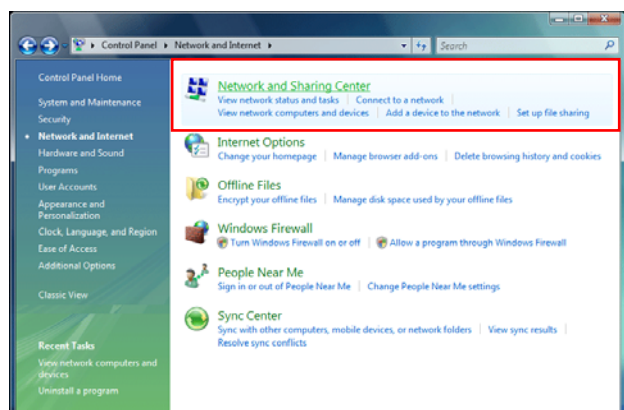 Control Panel ▸ Network and Internet ▸
Search
Control Panel Home
System and Maintenance
Security
Network and Internet
Hardware and Sound
Programs
User Accounts
Appearance and
Personalization
Clock, Language, and Region
Ease of Access
Additional Options
Classic View
Recent Tasks
View network computers and
devices
Uninstall a program
Network and Sharing Center
View network status and tasks | Connect to a network |
View network computers and devices | Add a device to the network | Set up file sharing
Internet Options
Change your homepage | Manage browser add-ons | Delete browsing history and cookies
Offline Files
Encrypt your offline files | Manage disk space used by your offline files
Windows Firewall
Turn Windows Firewall on or off | Allow a program through Windows Firewall
People Near Me
Sign in or out of People Near Me | Change People Near Me settings
Sync Center
Sync with other computers, mobile devices, or network folders | View sync results |
Resolve sync conflicts